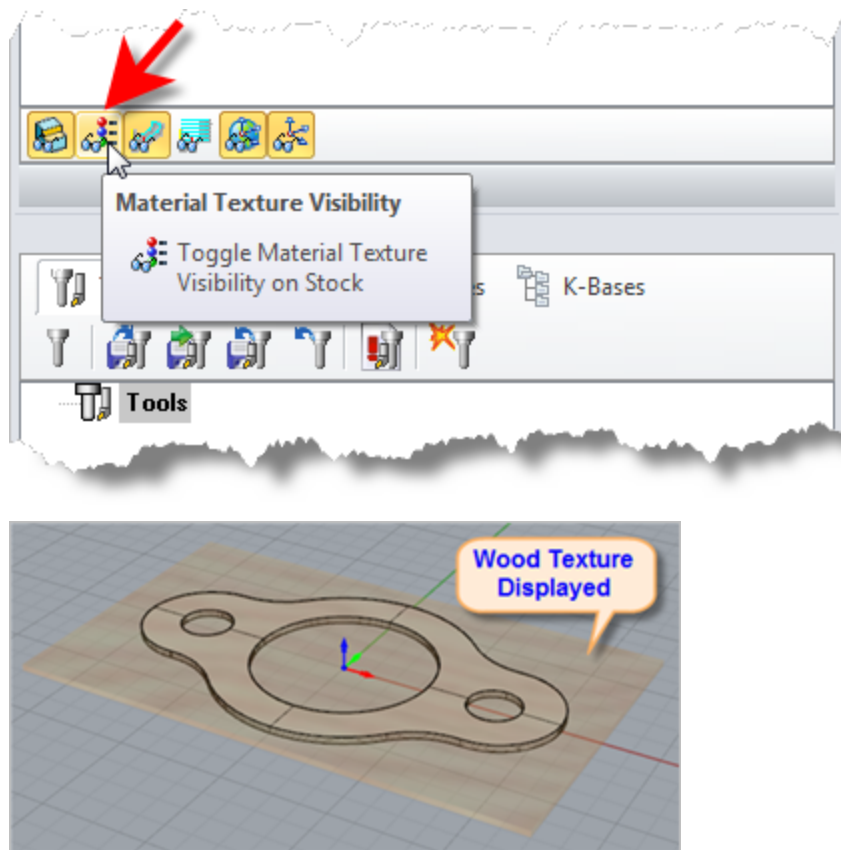 Material Texture Visibility
Toggle Material Texture
Visibility on Stock
K-Bases
Tools
Wood Texture
Displayed